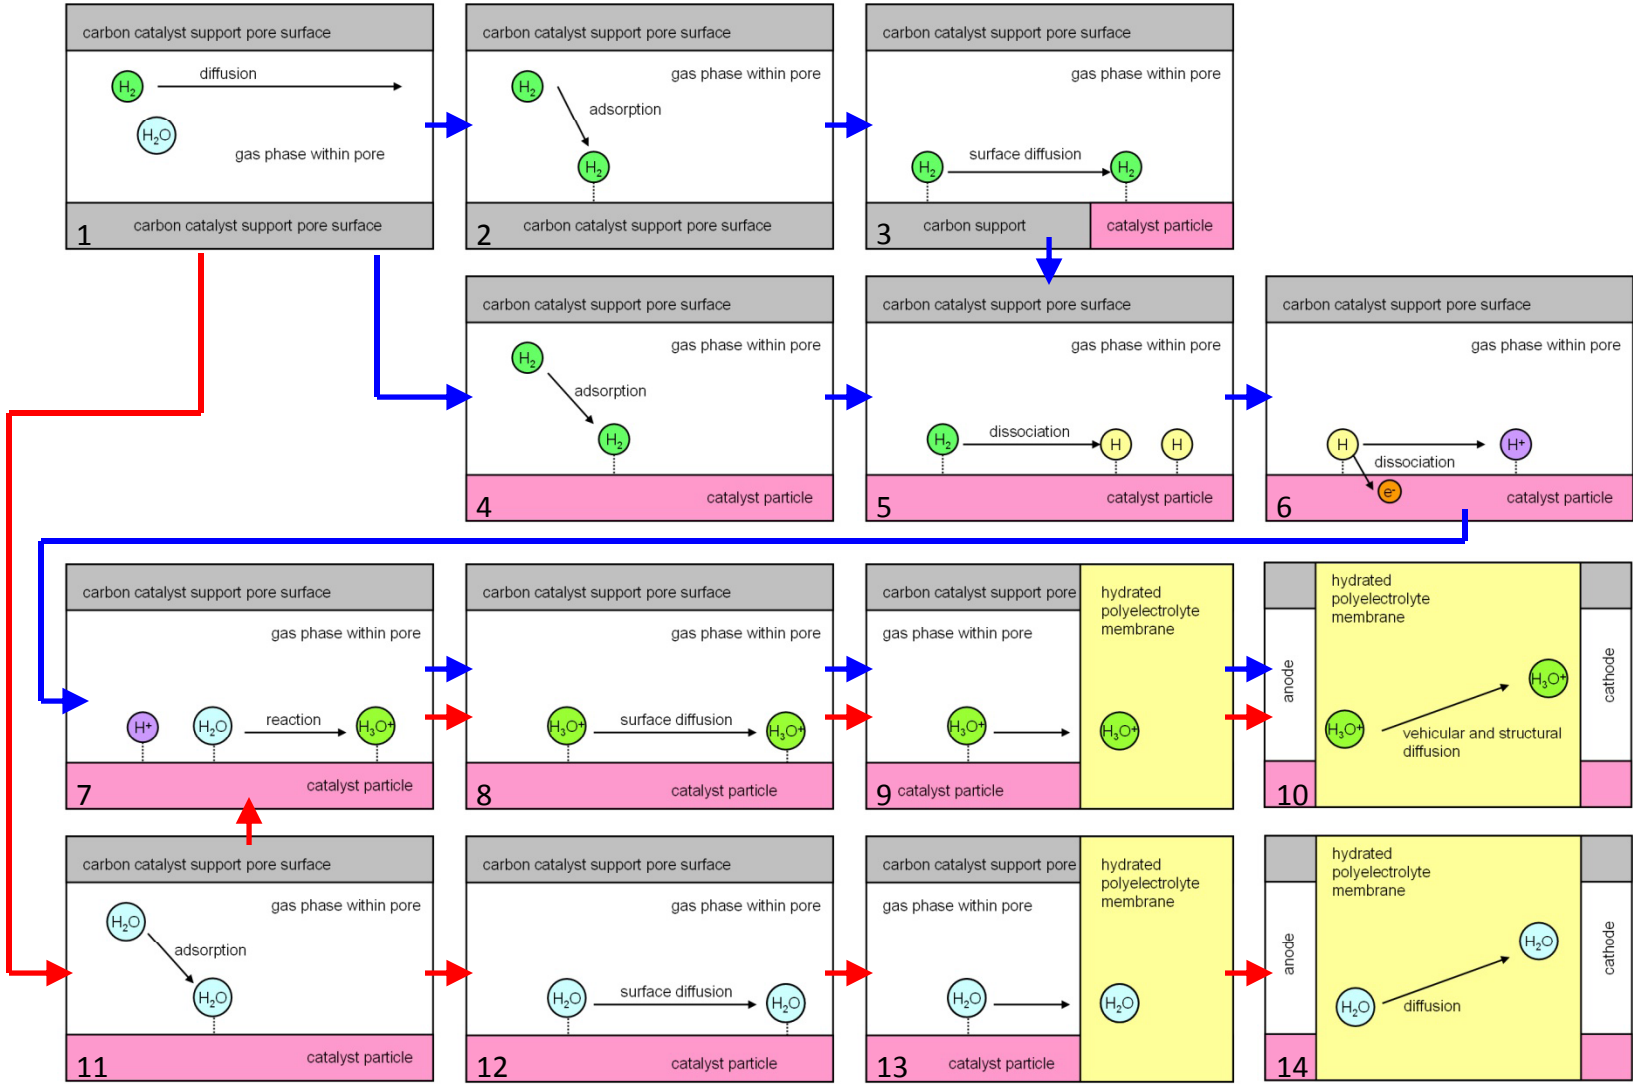 carbon catalyst support pore surface
H₂
diffusion
H₂O
gas phase within pore
1
carbon catalyst support pore surface
carbon catalyst support pore surface
gas phase within pore
H₂
adsorption
H₂
2
carbon catalyst support pore surface
carbon catalyst support pore surface
gas phase within pore
H₂
surface diffusion
H₂
3
carbon support
catalyst particle
carbon catalyst support pore surface
gas phase within pore
H₂
adsorption
H₂
4
catalyst particle
carbon catalyst support pore surface
gas phase within pore
H₂
dissociation
H
H
5
catalyst particle
carbon catalyst support pore surface
gas phase within pore
H
dissociation
H⁺
e⁻
6
catalyst particle
carbon catalyst support pore surface
gas phase within pore
H⁺
H₂O
reaction
H₃O⁺
7
catalyst particle
carbon catalyst support pore surface
gas phase within pore
H₃O⁺
surface diffusion
H₃O⁺
8
catalyst particle
carbon catalyst support pore
gas phase within pore
hydrated
polyelectrolyte
membrane
H₃O⁺
H₃O⁺
9
catalyst particle
hydrated
polyelectrolyte
membrane
anode
H₃O⁺
vehicular and structural
diffusion
H₃O⁺
cathode
10
carbon catalyst support pore surface
gas phase within pore
H₂O
adsorption
H₂O
11
catalyst particle
carbon catalyst support pore surface
gas phase within pore
H₂O
surface diffusion
H₂O
12
catalyst particle
carbon catalyst support pore
gas phase within pore
hydrated
polyelectrolyte
membrane
H₂O
H₂O
13
catalyst particle
hydrated
polyelectrolyte
membrane
anode
H₂O
diffusion
H₂O
cathode
14